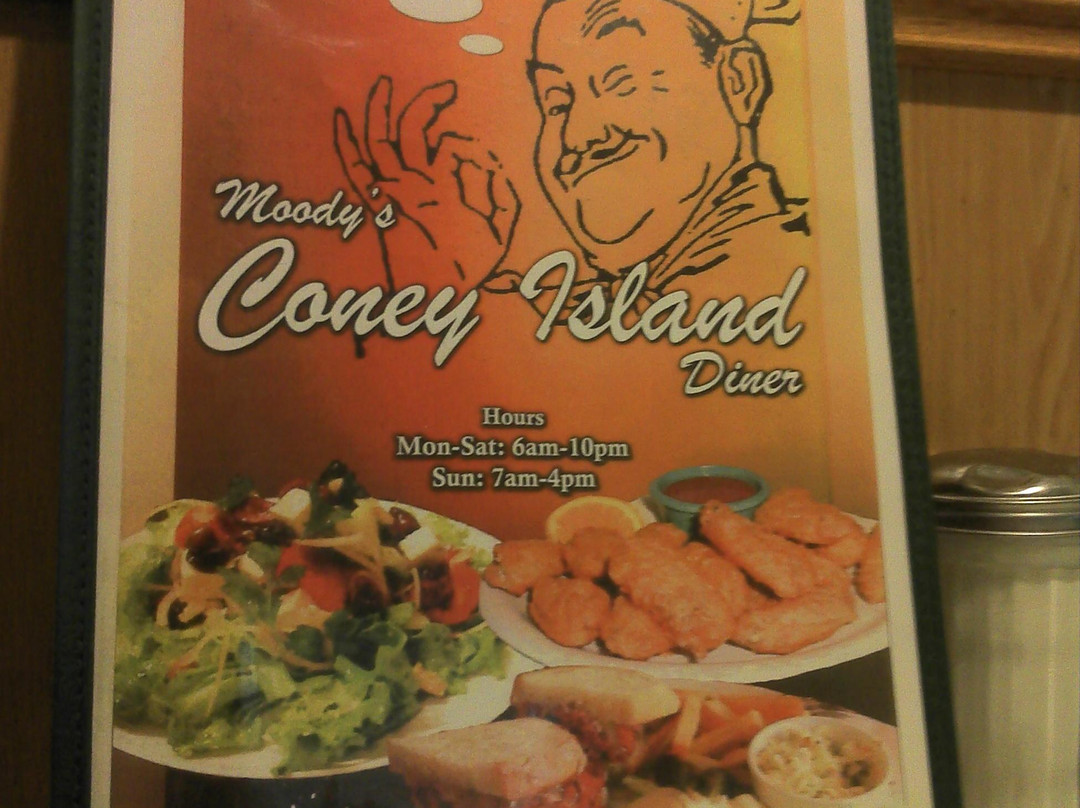 Moody's
Coney Island
Diner
Hours
Mon-Sat: 6am-10pm
Sun: 7am-4pm